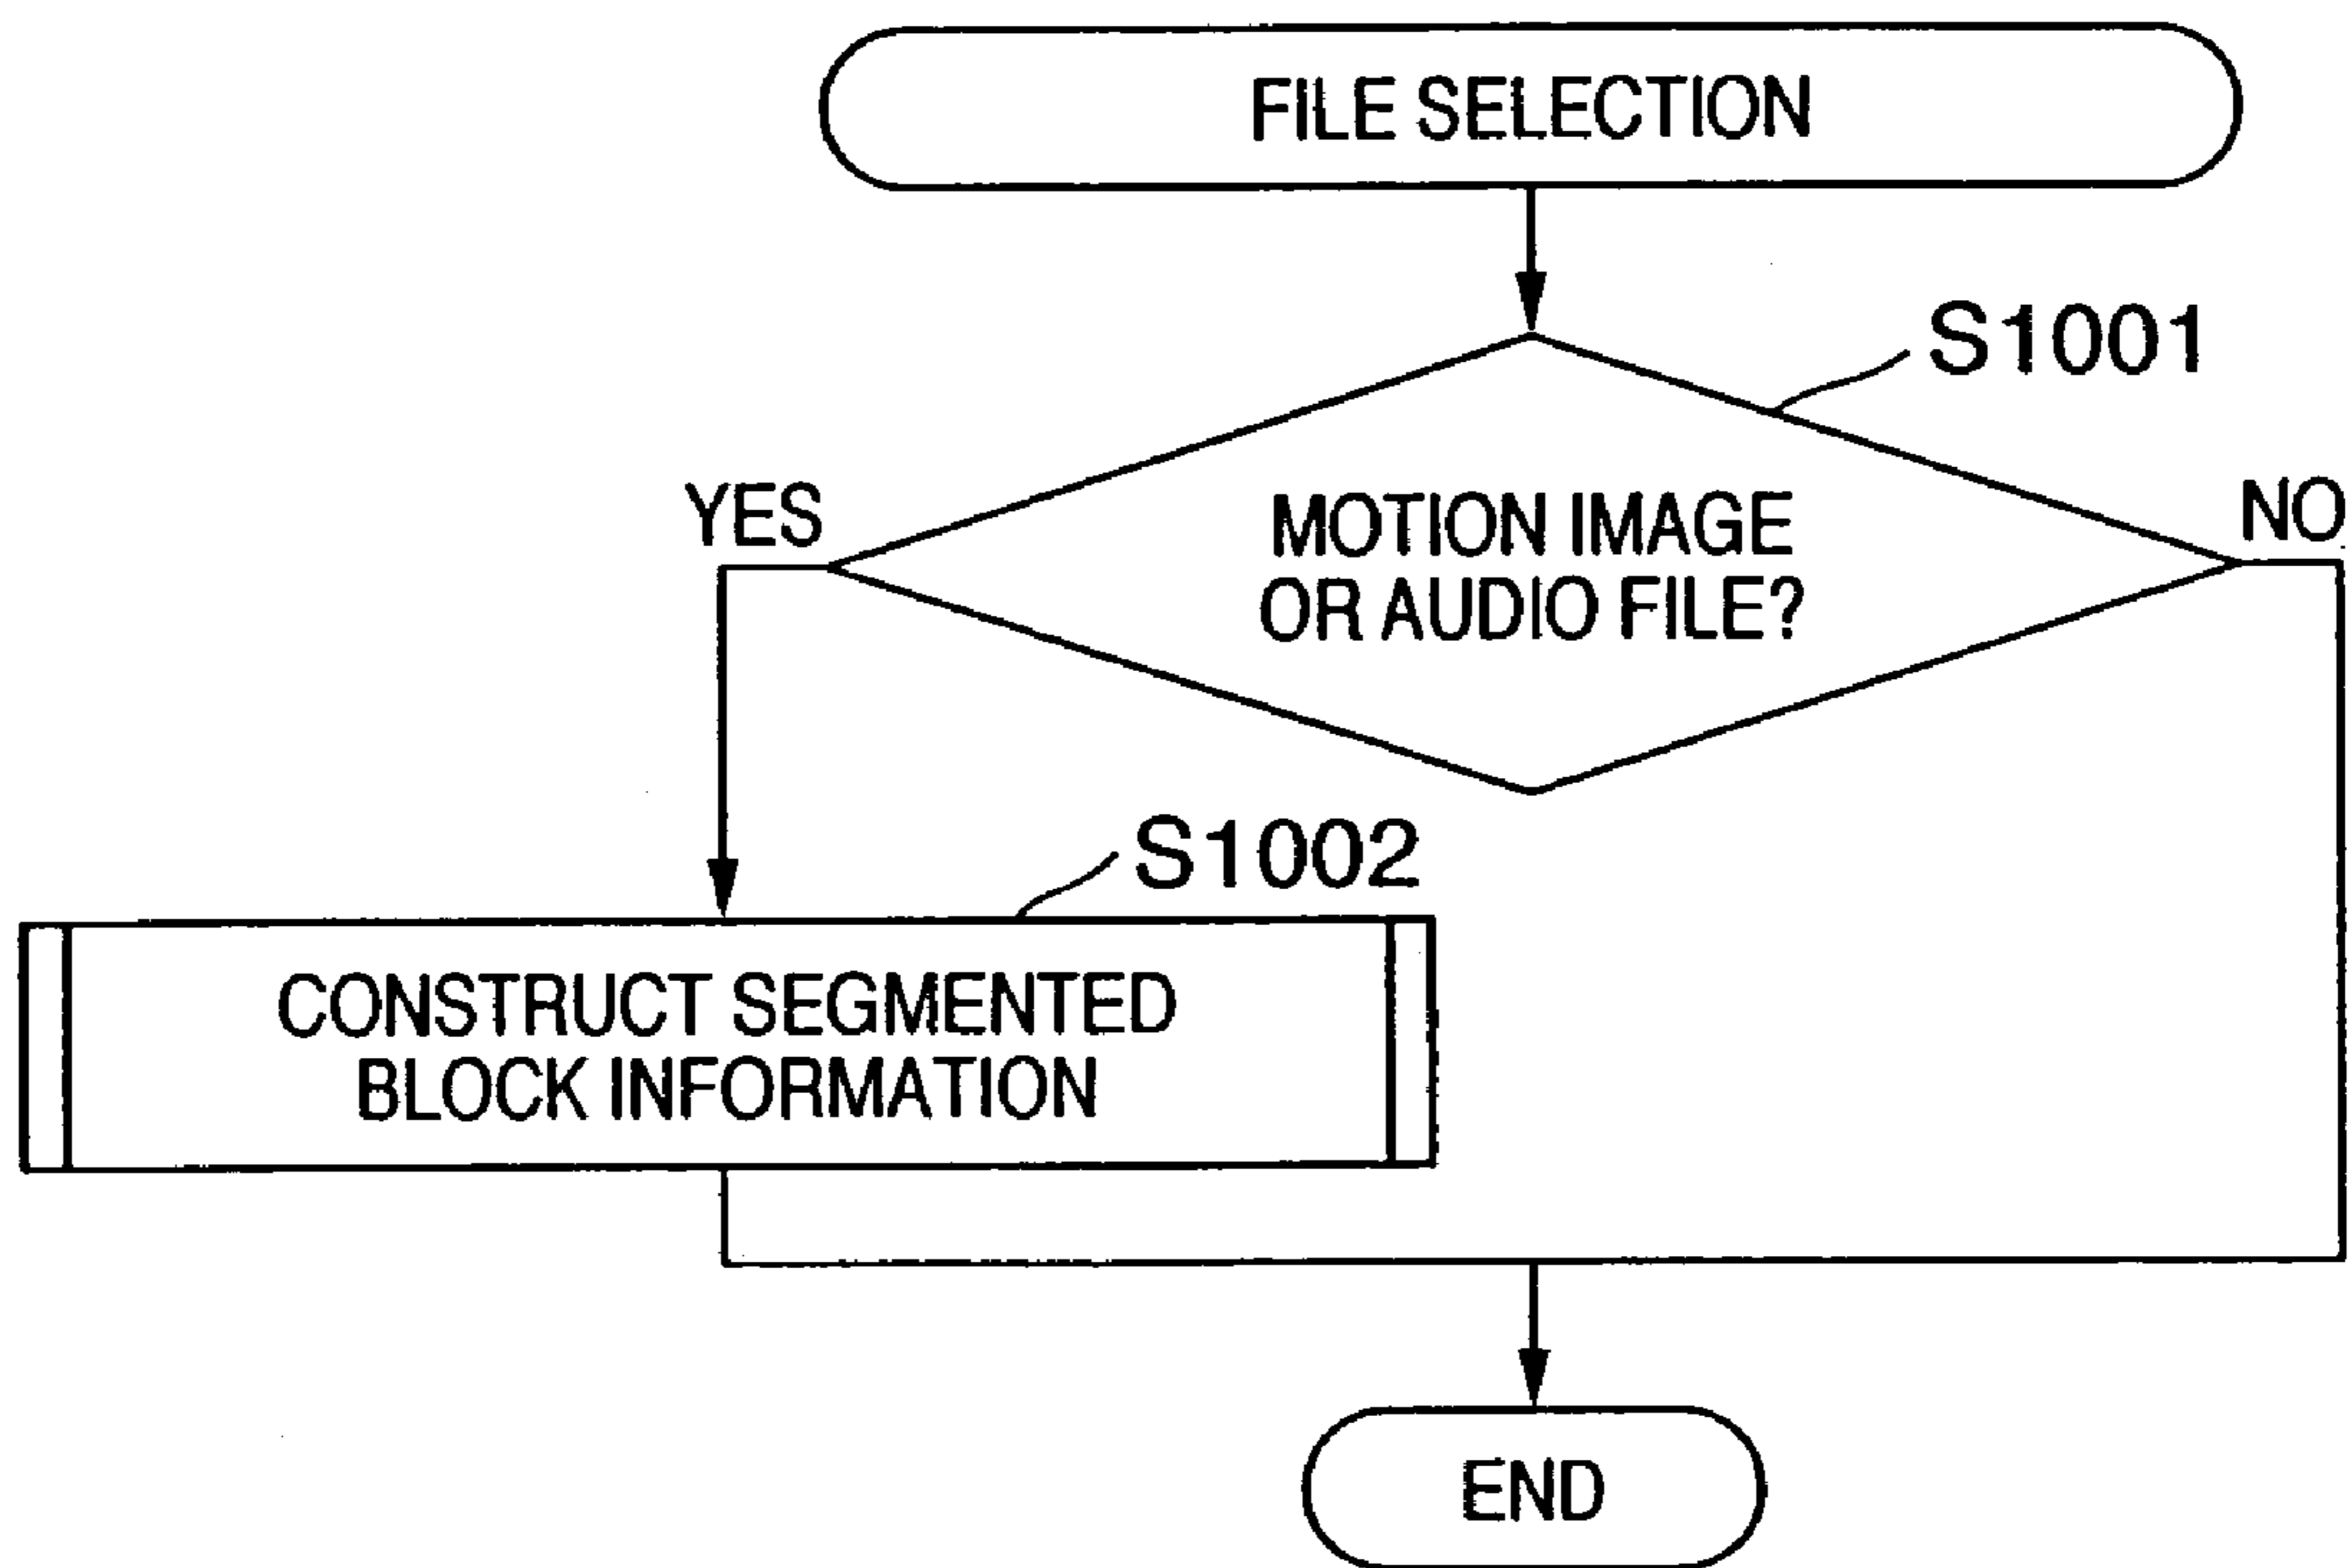 FILE SELECTION
S1001
YES
NO
MOTION IMAGE
OR AUDIO FILE?
S1002
CONSTRUCT SEGMENTED
BLOCK INFORMATION
END